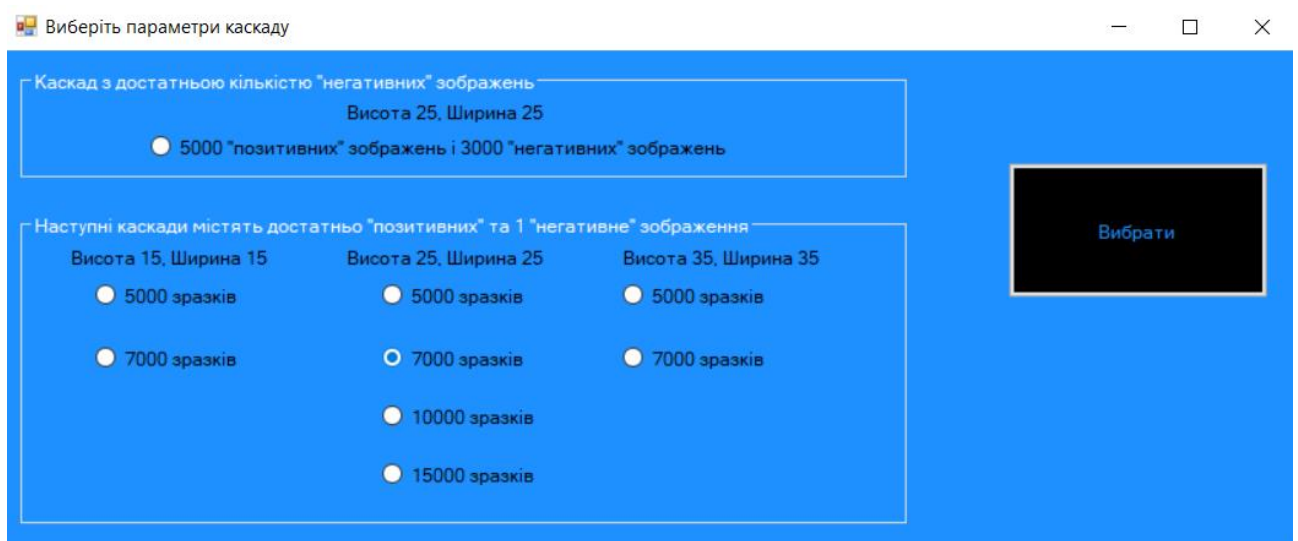 Виберіть параметри каскаду
Каскад з достатньою кількістю "негативних" зображень
Висота 25, Ширина 25
5000 "позитивних" зображень і 3000 "негативних" зображень
Наступні каскади містять достатньо "позитивних" та 1 "негативне" зображення
Висота 15, Ширина 15 Висота 25, Ширина 25 Висота 35, Ширина 35
5000 зразків 5000 зразків 5000 зразків
7000 зразків 7000 зразків 7000 зразків
10000 зразків
15000 зразків
Вибрати